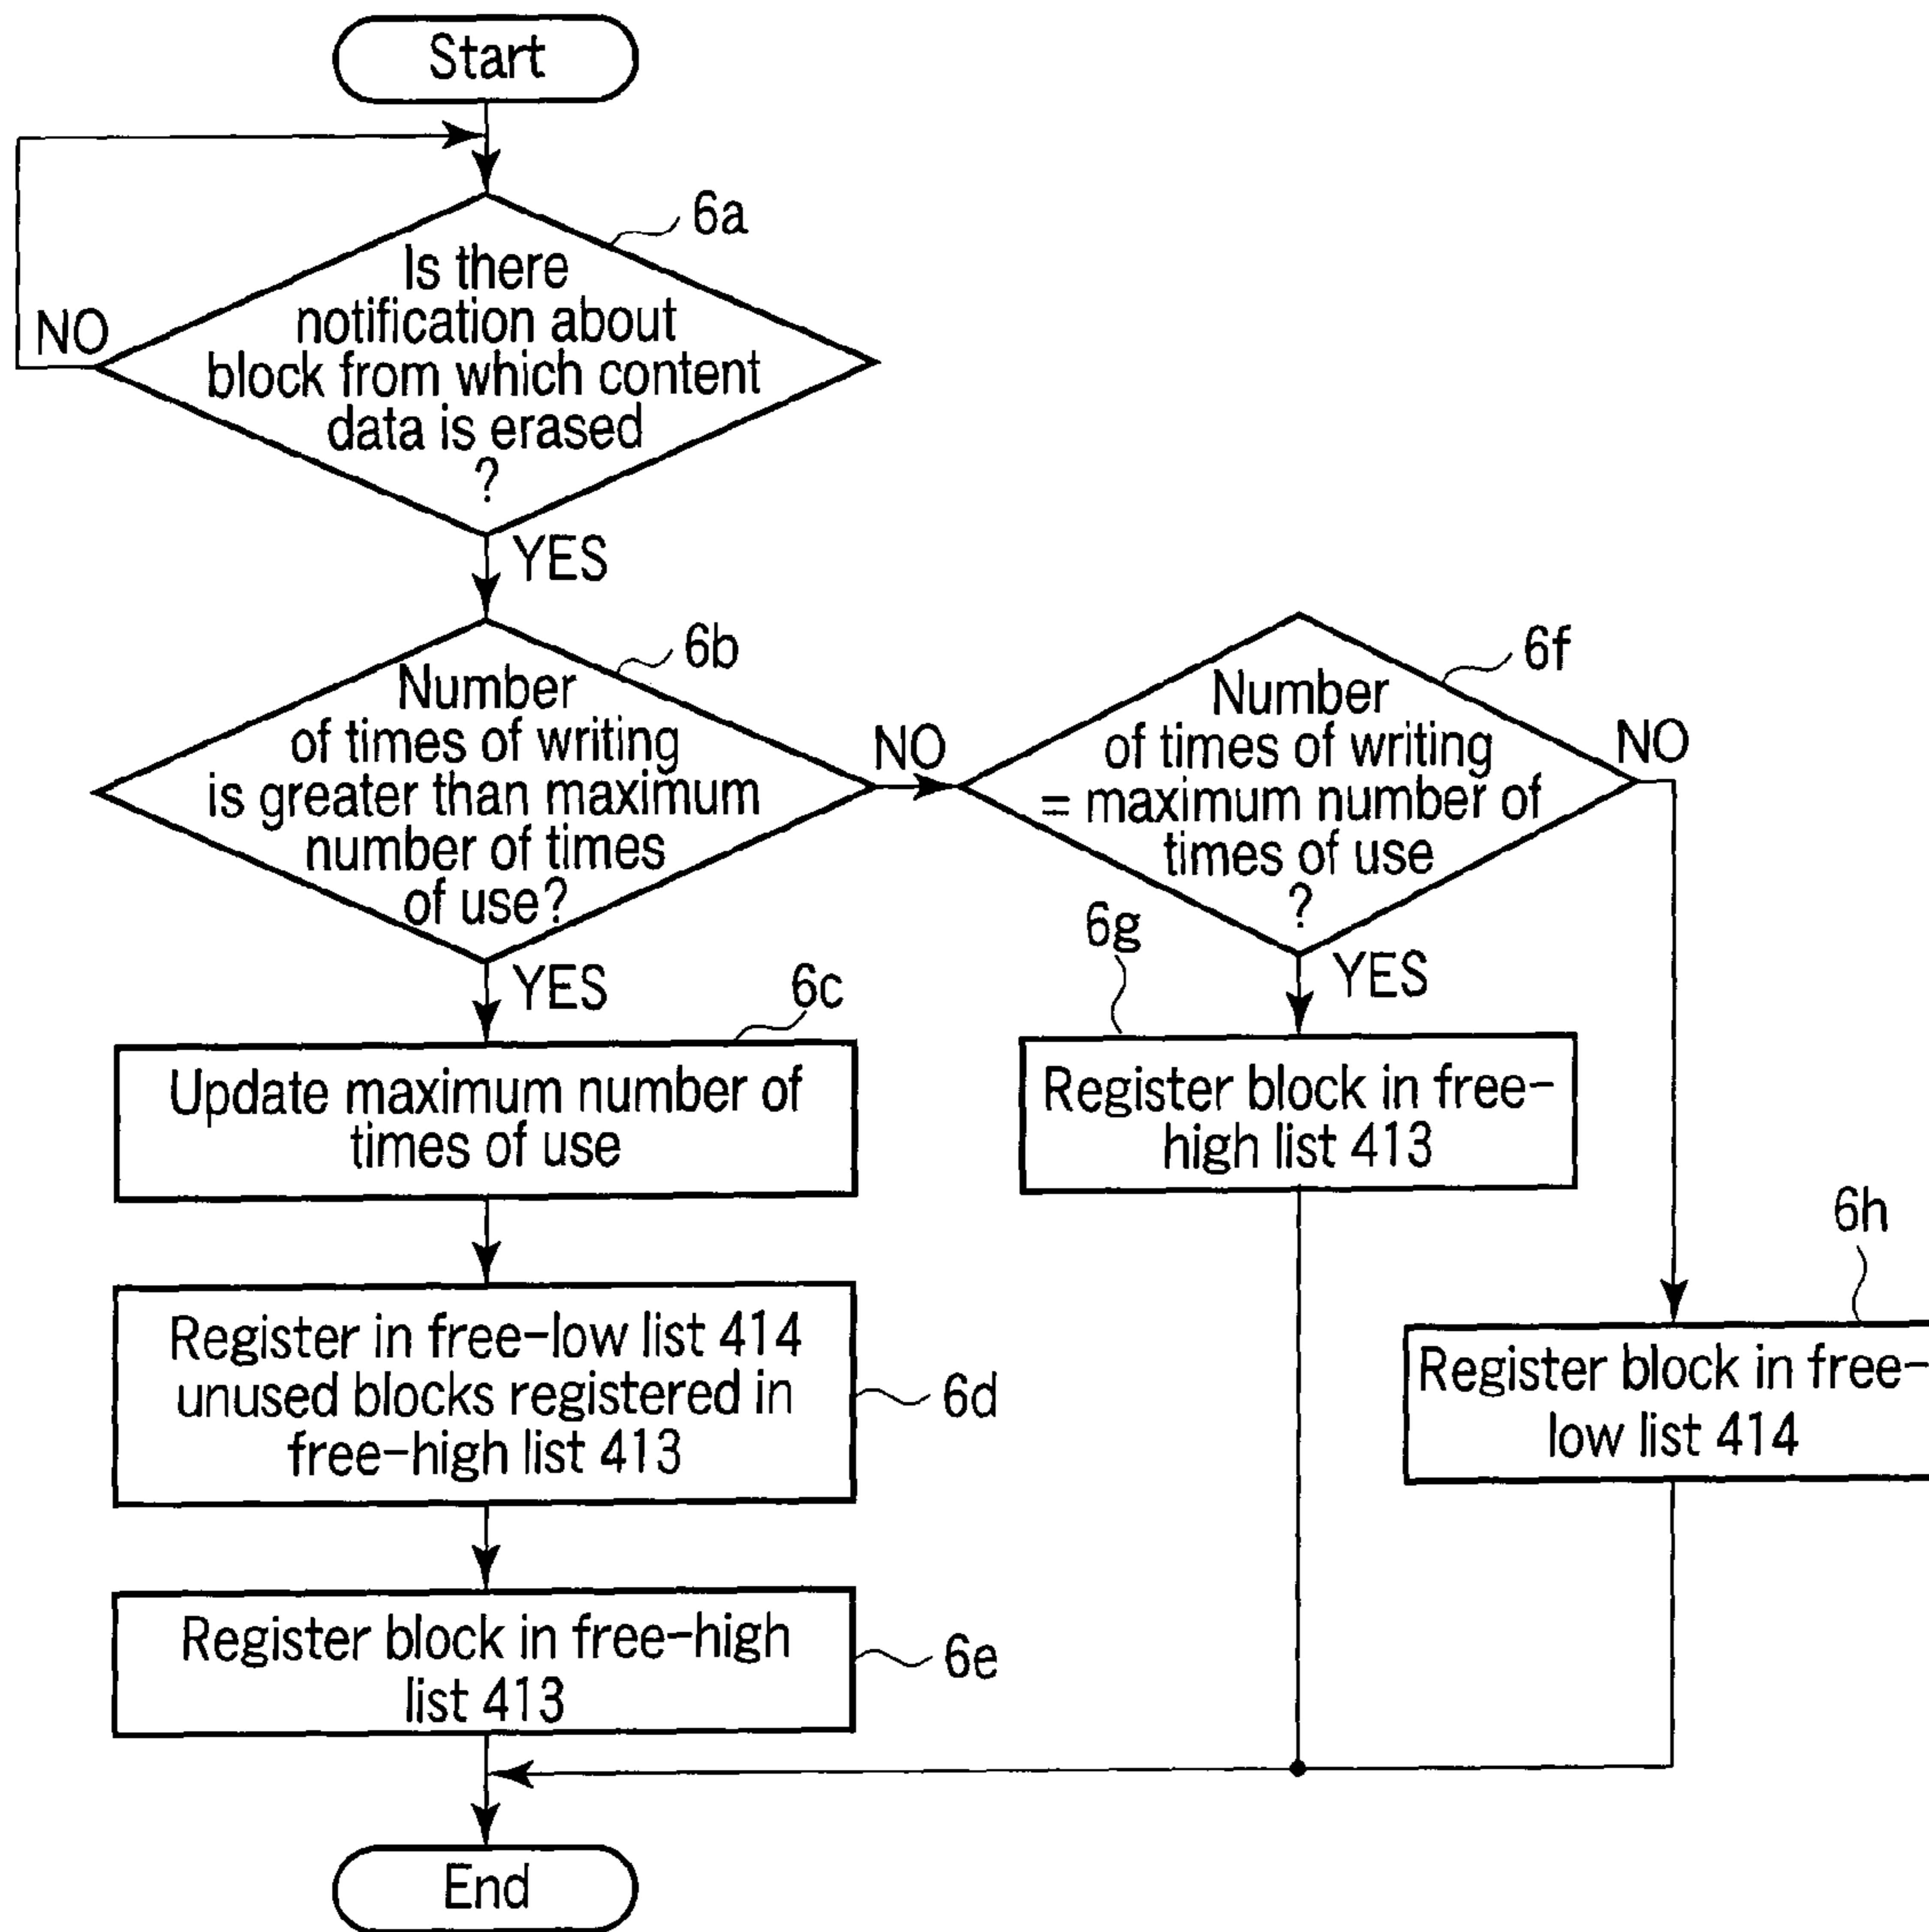 Start
6a
Is there
notification about
block from which content
data is erased
?
NO
YES
6b
Number
of times of writing
is greater than maximum
number of times
of use?
NO
YES
6f
Number
of times of writing
= maximum number of
times of use
?
NO
YES
6c
Update maximum number of
times of use
6g
Register block in free-
high list 413
6h
Register block in free-
low list 414
Register in free-low list 414
unused blocks registered in
free-high list 413
6d
Register block in free-high
list 413
6e
End